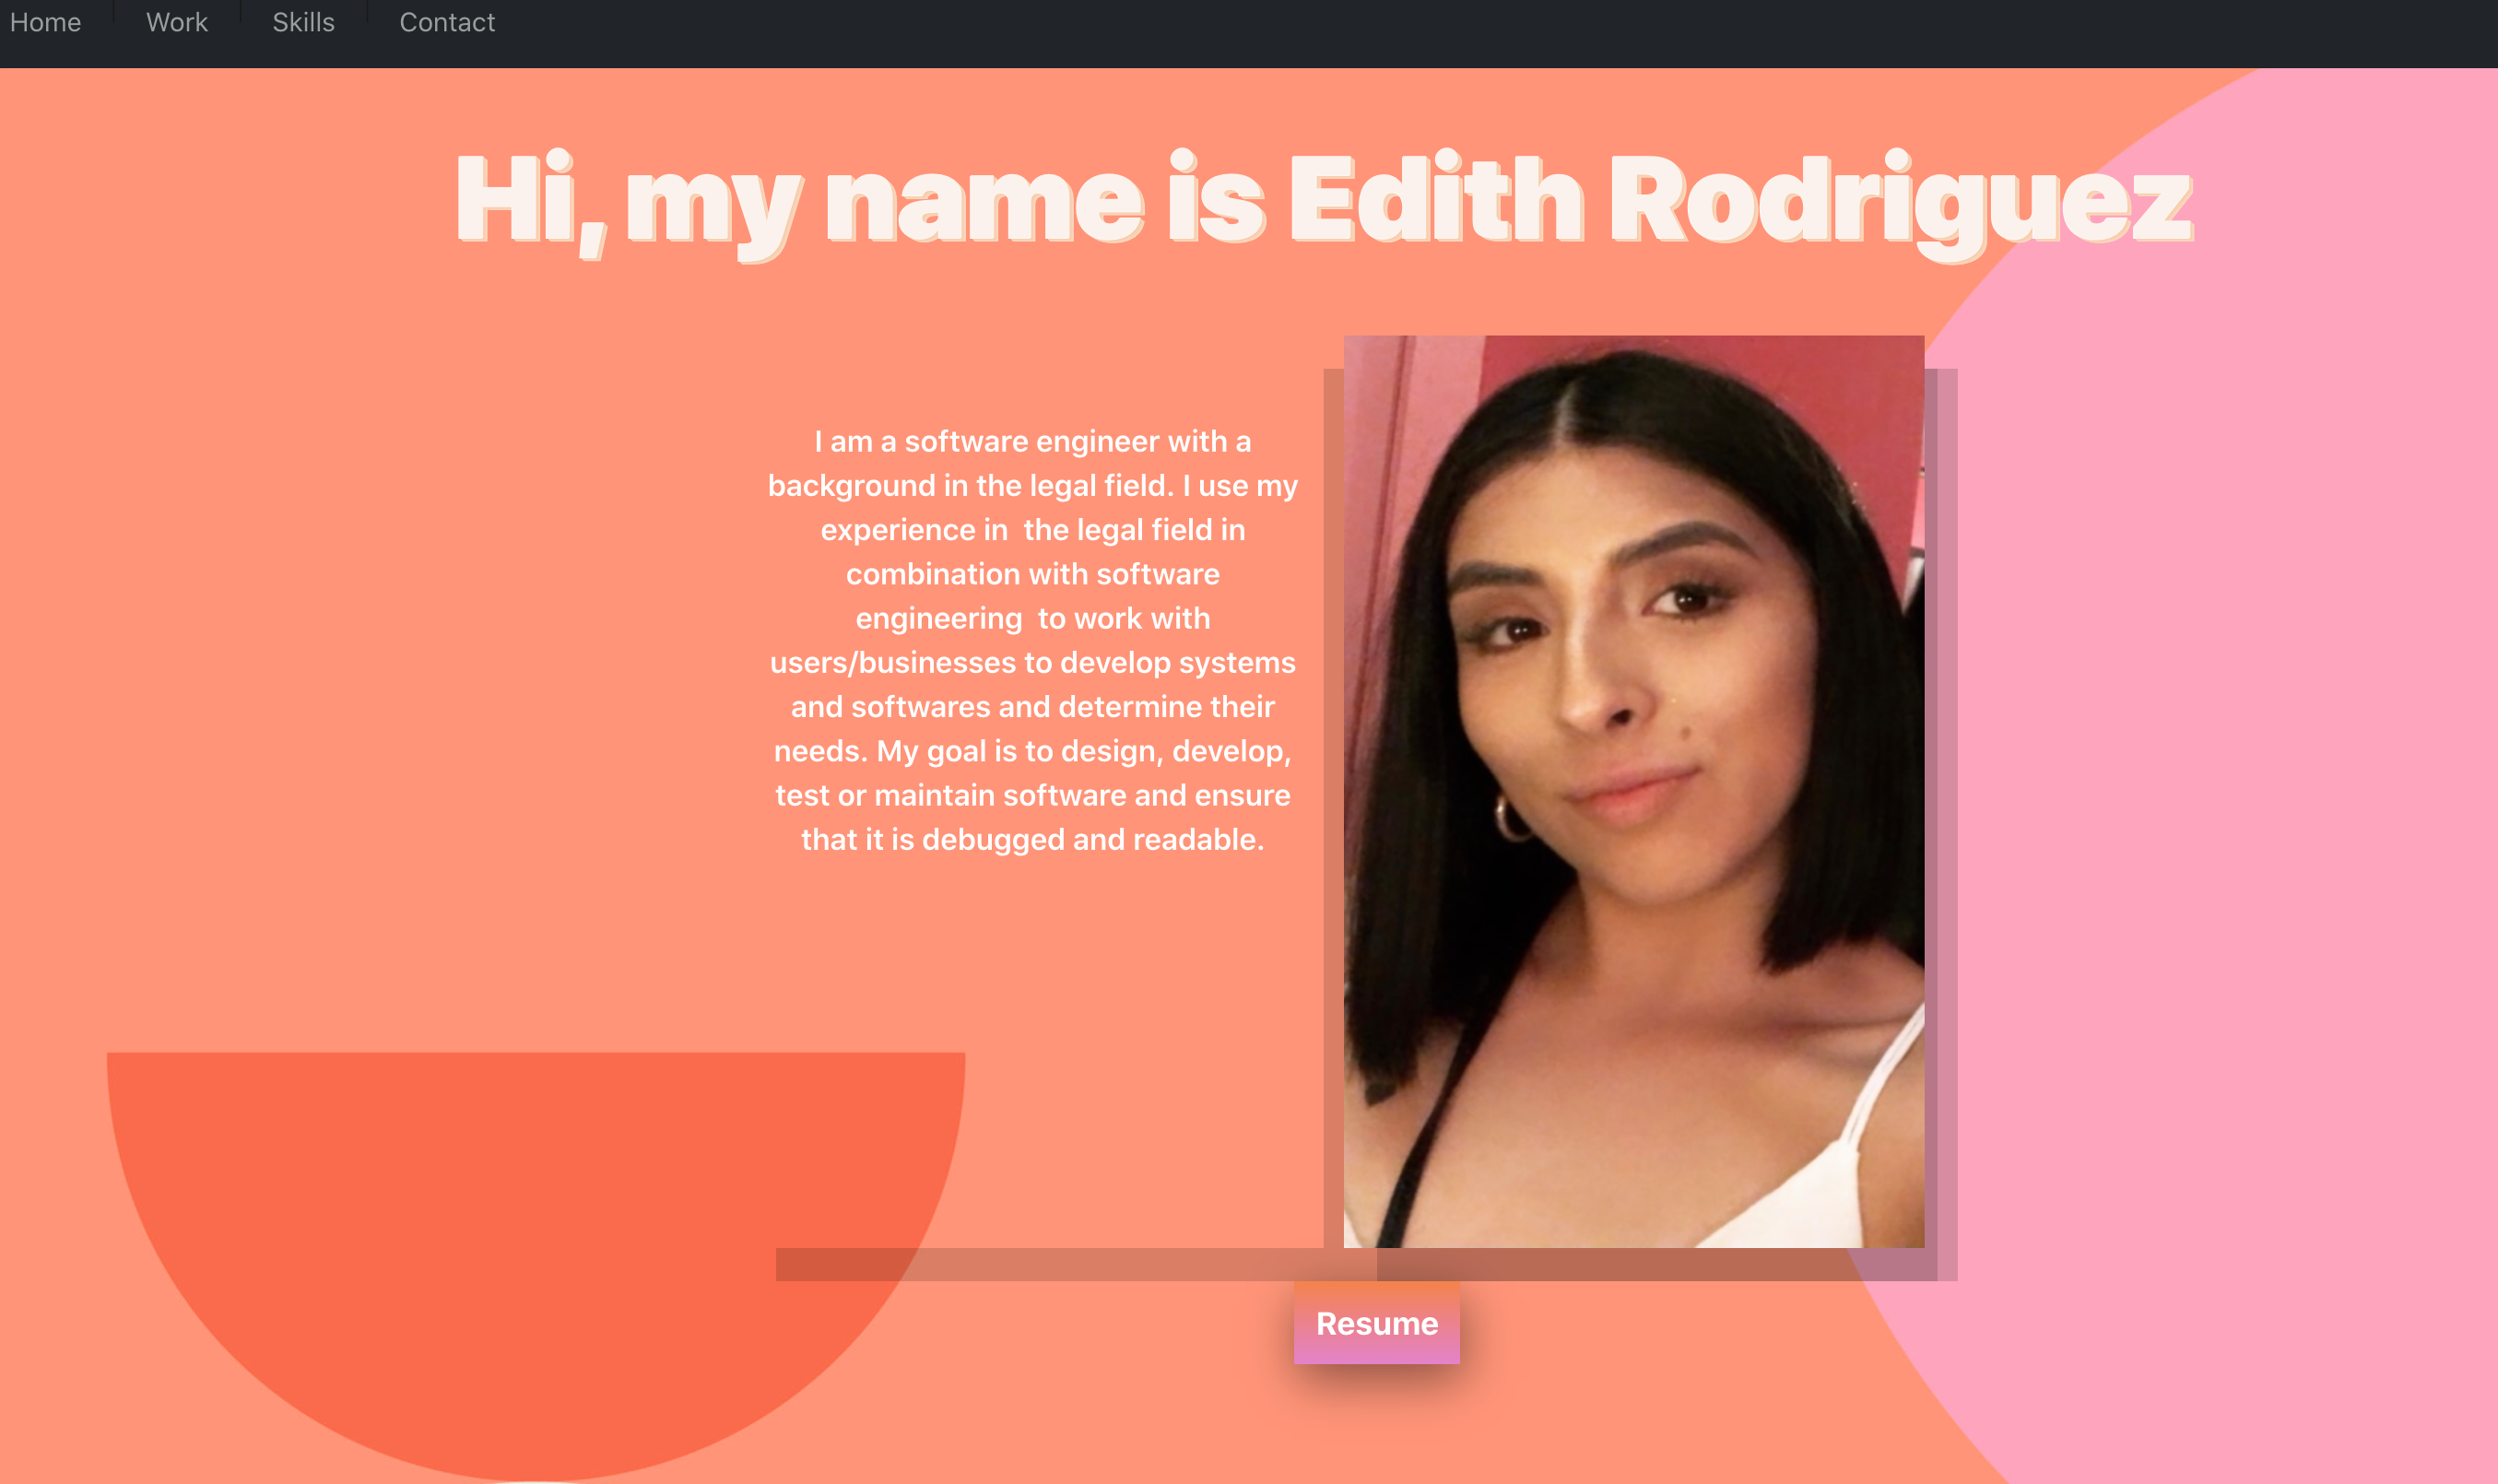 Home Work Skills Contact
Hi, my name is Edith Rodriguez
I am a software engineer with a
background in the legal field. I use my
experience in  the legal field in
combination with software
engineering  to work with
users/businesses to develop systems
and softwares and determine their
needs. My goal is to design, develop,
test or maintain software and ensure
that it is debugged and readable.
Resume